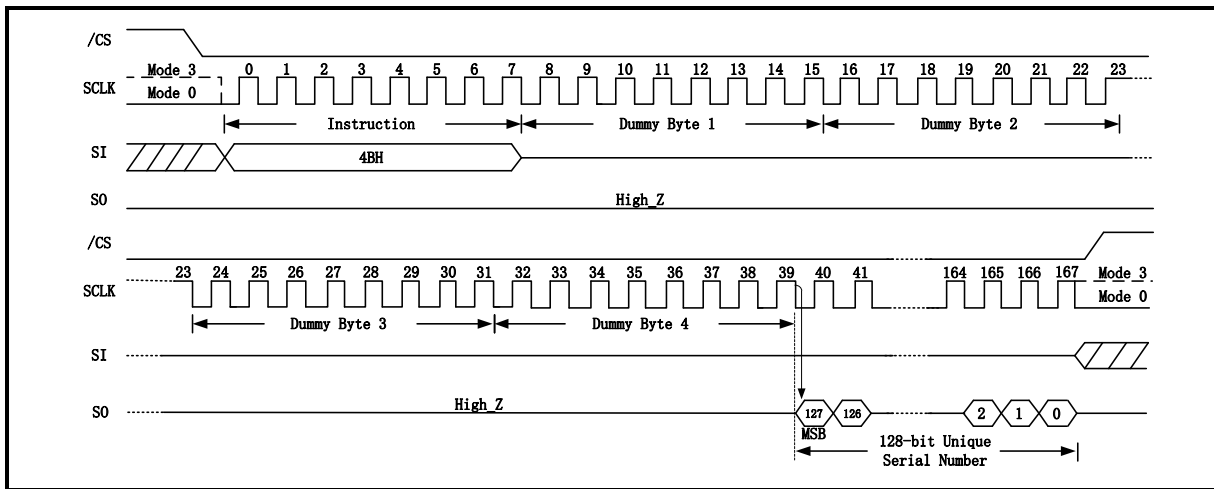 /CS
Mode 3 0 1 2 3 4 5 6 7 8 9 10 11 12 13 14 15 16 17 18 19 20 21 22 23
SCLK Mode 0
Instruction Dummy Byte 1 Dummy Byte 2
SI 4BH
SO High_Z
/CS
23 24 25 26 27 28 29 30 31 32 33 34 35 36 37 38 39 40 41 164 165 166 167 Mode 3
SCLK Mode 0
Dummy Byte 3 Dummy Byte 4
SI
SO High_Z 127 126 2 1 0
MSB 128-bit Unique
Serial Number